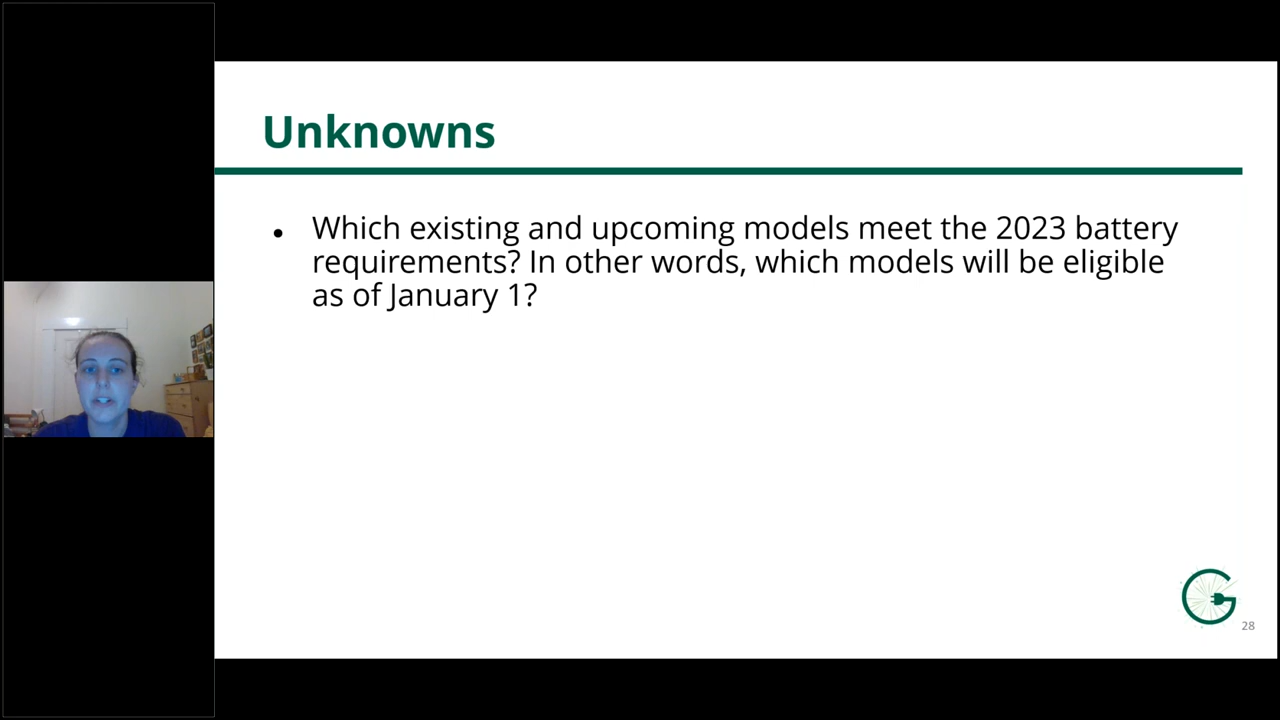 Unknowns
• Which existing and upcoming models meet the 2023 battery
requirements? In other words, which models will be eligible
as of January 1?
28